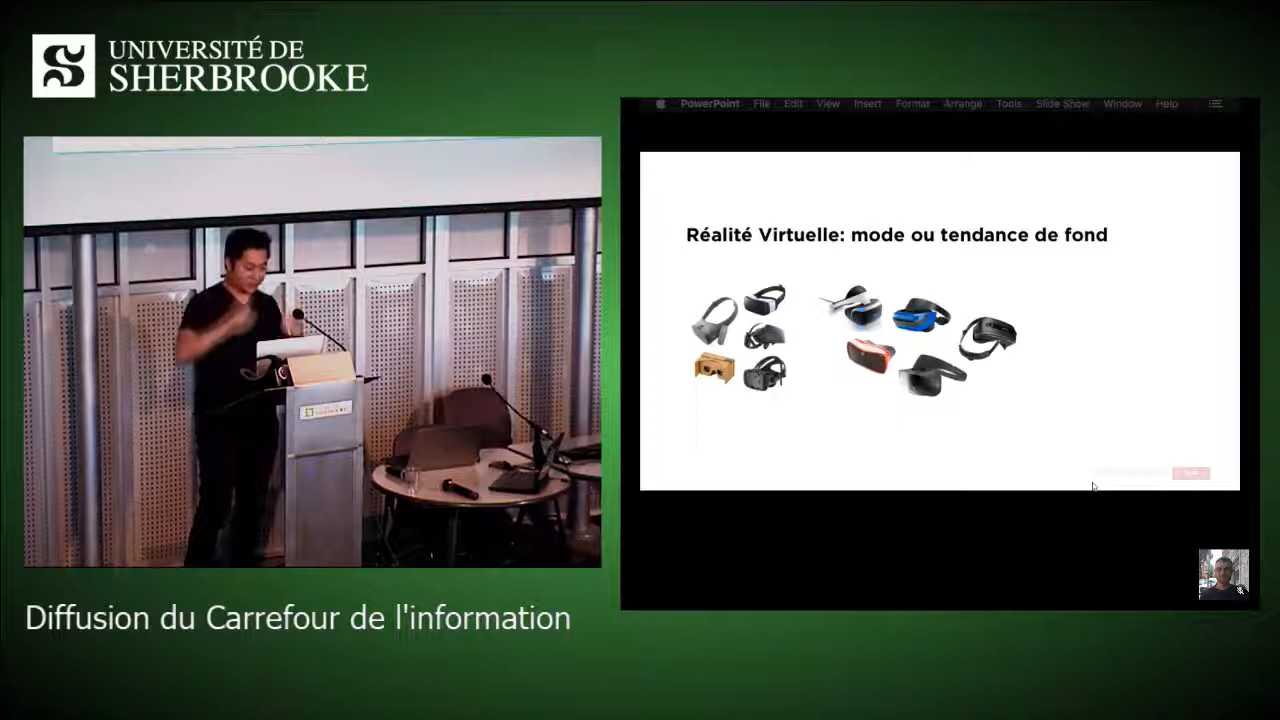 UNIVERSITÉ DE
SHERBROOKE
PowerPoint File Edit View Insert Format Arrange Tools Slide Show Window Help
Réalité Virtuelle: mode ou tendance de fond
Diffusion du Carrefour de l'information